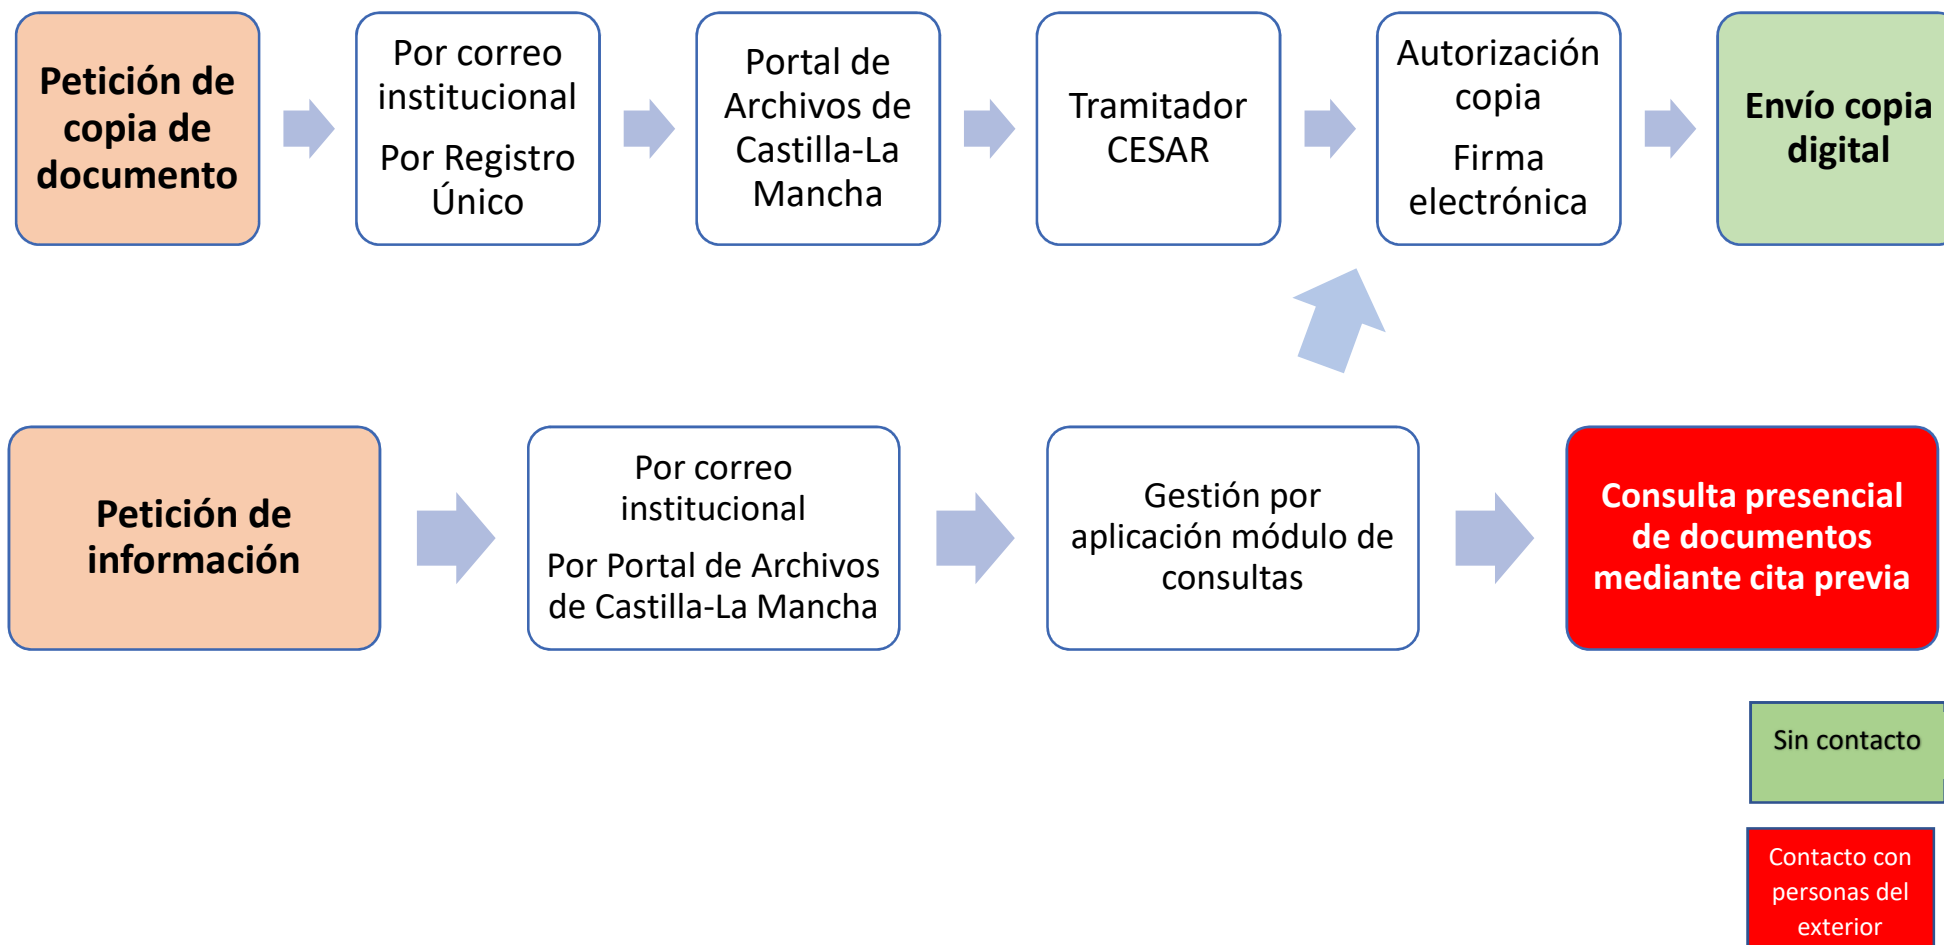 Petición de
copia de
documento
Por correo
institucional
Por Registro
Único
Portal de
Archivos de
Castilla-La
Mancha
Tramitador
CESAR
Autorización
copia
Firma
electrónica
Envío copia
digital
Petición de
información
Por correo
institucional
Por Portal de Archivos
de Castilla-La Mancha
Gestión por
aplicación módulo de
consultas
Consulta presencial
de documentos
mediante cita previa
Sin contacto
Contacto con
personas del
exterior